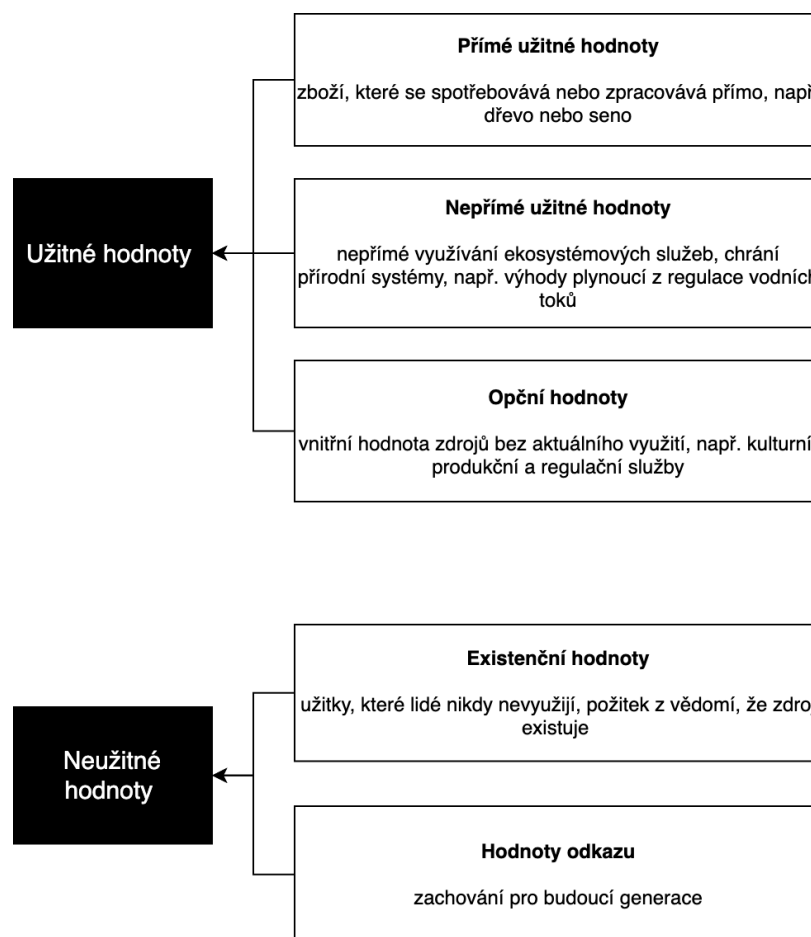 Přímé užitné hodnoty
zboží, které se spotřebovává nebo zpracovává přímo, např
dřevo nebo seno
Užitné hodnoty
Nepřímé užitné hodnoty
nepřímé využívání ekosystémových služeb, chrání
přírodní systémy, např. výhody plynoucí z regulace vodních
toků
Opční hodnoty
vnitřní hodnota zdrojů bez aktuálního využití, např. kulturní
produkční a regulační služby
Existenční hodnoty
užitky, které lidé nikdy nevyužijí, požitek z vědomí, že zdroj
existuje
Neužitné
hodnoty
Hodnoty odkazu
zachování pro budoucí generace